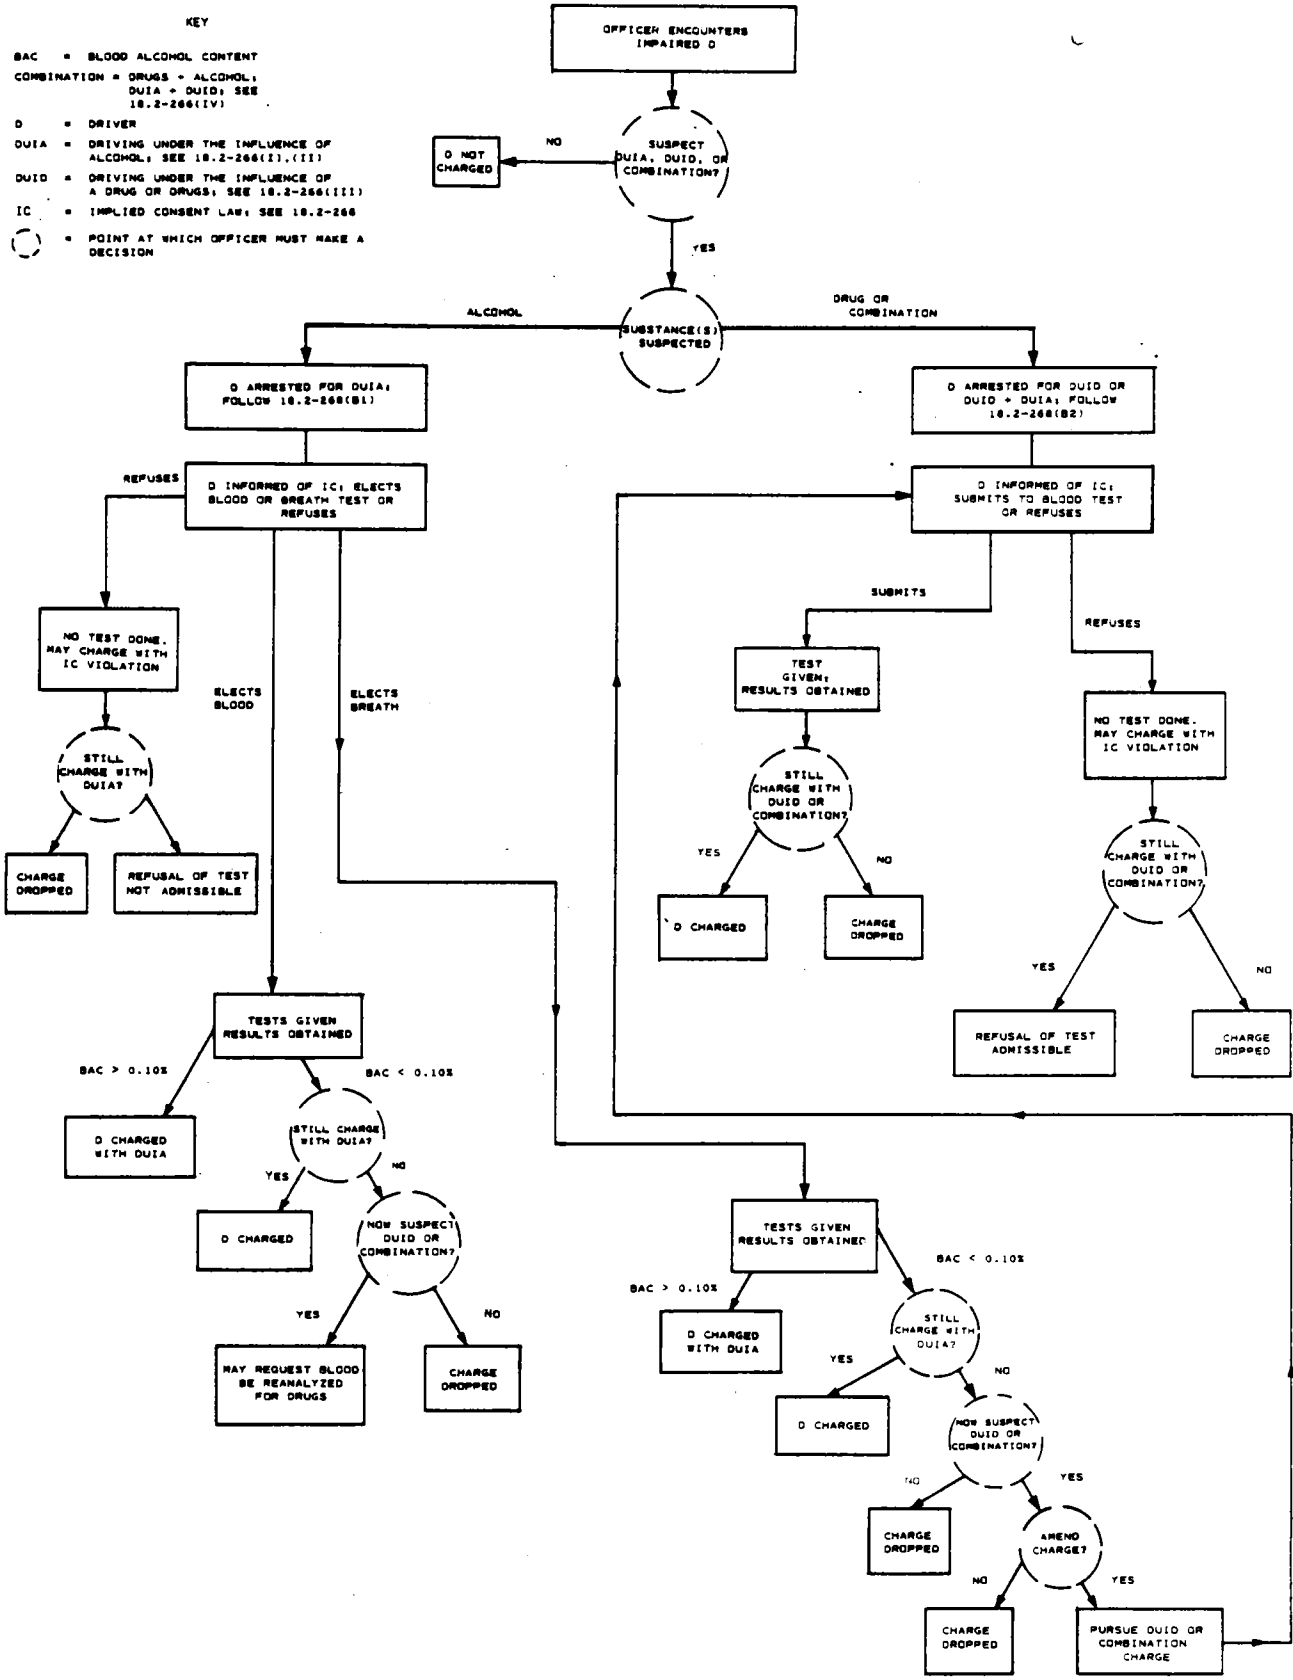 KEY
BAC = BLOOD ALCOHOL CONTENT
COMBINATION = DRUGS + ALCOHOL;
DUIA + DUID; SEE
18.2-266(IV)
D = DRIVER
DUIA = DRIVING UNDER THE INFLUENCE OF
ALCOHOL; SEE 18.2-266(I),(II)
DUID = DRIVING UNDER THE INFLUENCE OF
A DRUG OR DRUGS; SEE 18.2-266(III)
IC = IMPLIED CONSENT LAW; SEE 18.2-268
= POINT AT WHICH OFFICER MUST MAKE A
DECISION
OFFICER ENCOUNTERS
IMPAIRED D
SUSPECT
DUIA, DUID, OR
COMBINATION?
NO
D NOT
CHARGED
YES
SUBSTANCE(S)
SUSPECTED
ALCOHOL
DRUG OR
COMBINATION
D ARRESTED FOR DUIA;
FOLLOW 18.2-268(B1)
D ARRESTED FOR DUID OR
DUID + DUIA; FOLLOW
18.2-268(B2)
REFUSES
D INFORMED OF IC; ELECTS
BLOOD OR BREATH TEST OR
REFUSES
D INFORMED OF IC;
SUBMITS TO BLOOD TEST
OR REFUSES
SUBMITS
REFUSES
NO TEST DONE.
MAY CHARGE WITH
IC VIOLATION
ELECTS
BLOOD
ELECTS
BREATH
TEST
GIVEN;
RESULTS OBTAINED
NO TEST DONE.
MAY CHARGE WITH
IC VIOLATION
STILL
CHARGE WITH
DUIA?
STILL
CHARGE WITH
DUID OR
COMBINATION?
STILL
CHARGE WITH
DUID OR
COMBINATION?
CHARGE
DROPPED
REFUSAL OF TEST
NOT ADMISSIBLE
YES
NO
D CHARGED
CHARGE
DROPPED
YES
NO
REFUSAL OF TEST
ADMISSIBLE
CHARGE
DROPPED
TESTS GIVEN
RESULTS OBTAINED
BAC > 0.10%
BAC < 0.10%
D CHARGED
WITH DUIA
STILL CHARGE
WITH DUIA?
YES
NO
D CHARGED
NOW SUSPECT
DUID OR
COMBINATION?
YES
NO
MAY REQUEST BLOOD
BE REANALYZED
FOR DRUGS
CHARGE
DROPPED
TESTS GIVEN
RESULTS OBTAINED
BAC > 0.10%
BAC < 0.10%
D CHARGED
WITH DUIA
STILL
CHARGE WITH
DUIA?
YES
NO
D CHARGED
NOW SUSPECT
DUID OR
COMBINATION?
NO
YES
CHARGE
DROPPED
AMEND
CHARGE?
NO
YES
CHARGE
DROPPED
PURSUE DUID OR
COMBINATION
CHARGE